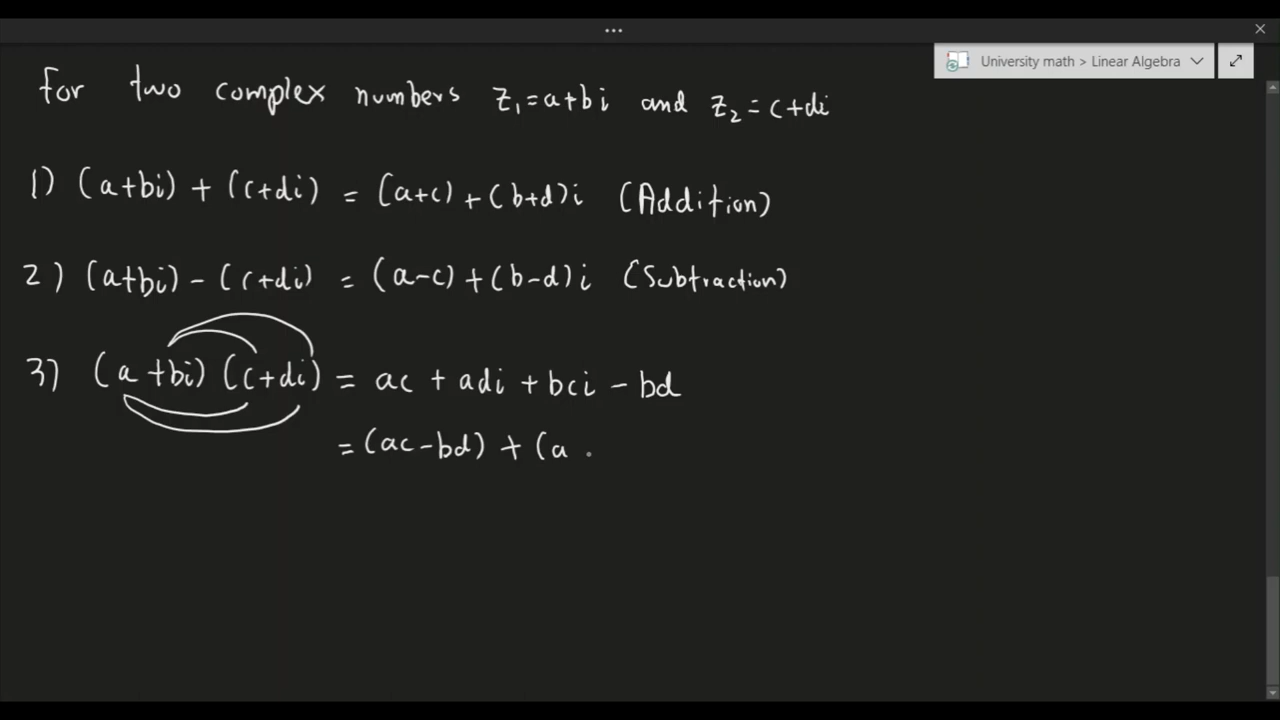 ...
University math > Linear Algebra
For two complex numbers z₁=a+bi and z₂=c+di
1) (a+bi) + (c+di) = (a+c) + (b+d)i (Addition)
2) (a+bi) - (c+di) = (a-c) + (b-d)i (Subtraction)
3) (a+bi) (c+di) = ac + adi + bci - bd
= (ac-bd) + (a